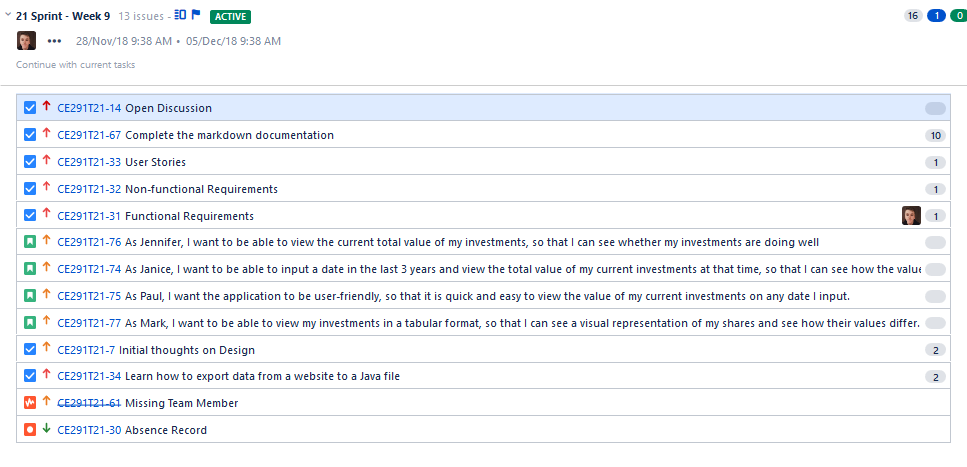 21 Sprint - Week 9 13 issues - ACTIVE 16 1 0
••• 28/Nov/18 9:38 AM • 05/Dec/18 9:38 AM
Continue with current tasks
CE291T21-14 Open Discussion
CE291T21-67 Complete the markdown documentation 10
CE291T21-33 User Stories 1
CE291T21-32 Non-functional Requirements 1
CE291T21-31 Functional Requirements 1
CE291T21-76 As Jennifer, I want to be able to view the current total value of my investments, so that I can see whether my investments are doing well
CE291T21-74 As Janice, I want to be able to input a date in the last 3 years and view the total value of my current investments at that time, so that I can see how the value
CE291T21-75 As Paul, I want the application to be user-friendly, so that it is quick and easy to view the value of my current investments on any date I input.
CE291T21-77 As Mark, I want to be able to view my investments in a tabular format, so that I can see a visual representation of my shares and see how their values differ.
CE291T21-7 Initial thoughts on Design 2
CE291T21-34 Learn how to export data from a website to a Java file 2
CE291T21-61 Missing Team Member
CE291T21-30 Absence Record